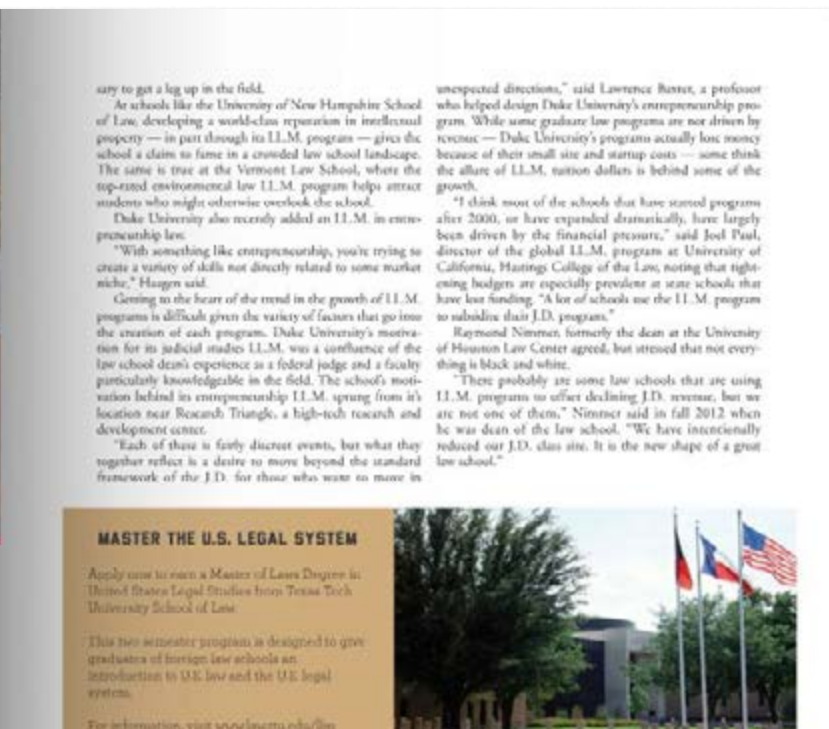 sary to get a leg up in the field.
At schools like the University of New Hampshire School
of Law, developing a world-class reputation in intellectual
property — in part through its LL.M. program — gives the
school a claim to fame in a crowded law school landscape.
The same is true at the Vermont Law School, where the
top-rated environmental law LL.M. program helps attract
students who might otherwise overlook the school.
Duke University also recently added an LL.M. in entre-
preneurship law.
"With something like entrepreneurship, you're trying to
create a variety of skills not directly related to some market
niche," Haagen said.
Getting to the heart of the trend in the growth of LL.M.
programs is difficult given the variety of factors that go into
the creation of each program. Duke University's motiva-
tion for its judicial studies LL.M. was a confluence of the
law school dean's experience as a federal judge and a faculty
particularly knowledgeable in the field. The school's moti-
vation behind its entrepreneurship LL.M. sprung from it's
location near Research Triangle, a high-tech research and
development center.
"Each of these is fairly discreet events, but what they
together reflect is a desire to move beyond the standard
framework of the J.D. for those who want to move in
unexpected directions," said Lawrence Baxter, a professor
who helped design Duke University's entrepreneurship pro-
gram. While some graduate law programs are not driven by
revenue — Duke University's programs actually lose money
because of their small size and startup costs — some think
the allure of LL.M. tuition dollars is behind some of the
growth.
"I think most of the schools that have started programs
after 2000, or have expanded dramatically, have largely
been driven by the financial pressure," said Joel Paul,
director of the global LL.M. program at University of
California, Hastings College of the Law, noting that tight-
ening budgets are especially prevalent at state schools that
have lost funding. "A lot of schools use the LL.M. program
to subsidize their J.D. program."
Raymond Nimmer, formerly the dean at the University
of Houston Law Center agreed, but stressed that not every-
thing is black and white.
"There probably are some law schools that are using
LL.M. programs to offset declining J.D. revenue, but we
are not one of them," Nimmer said in fall 2012 when
he was dean of the law school. "We have intentionally
reduced our J.D. class size. It is the new shape of a great
law school."
MASTER THE U.S. LEGAL SYSTEM
Apply now to earn a Master of Laws Degree in
United States Legal Studies from Texas Tech
University School of Law.
This two semester program is designed to give
graduates of foreign law schools an
introduction to U.S. law and the U.S. legal
system.
For information, visit www.law.ttu.edu/llm